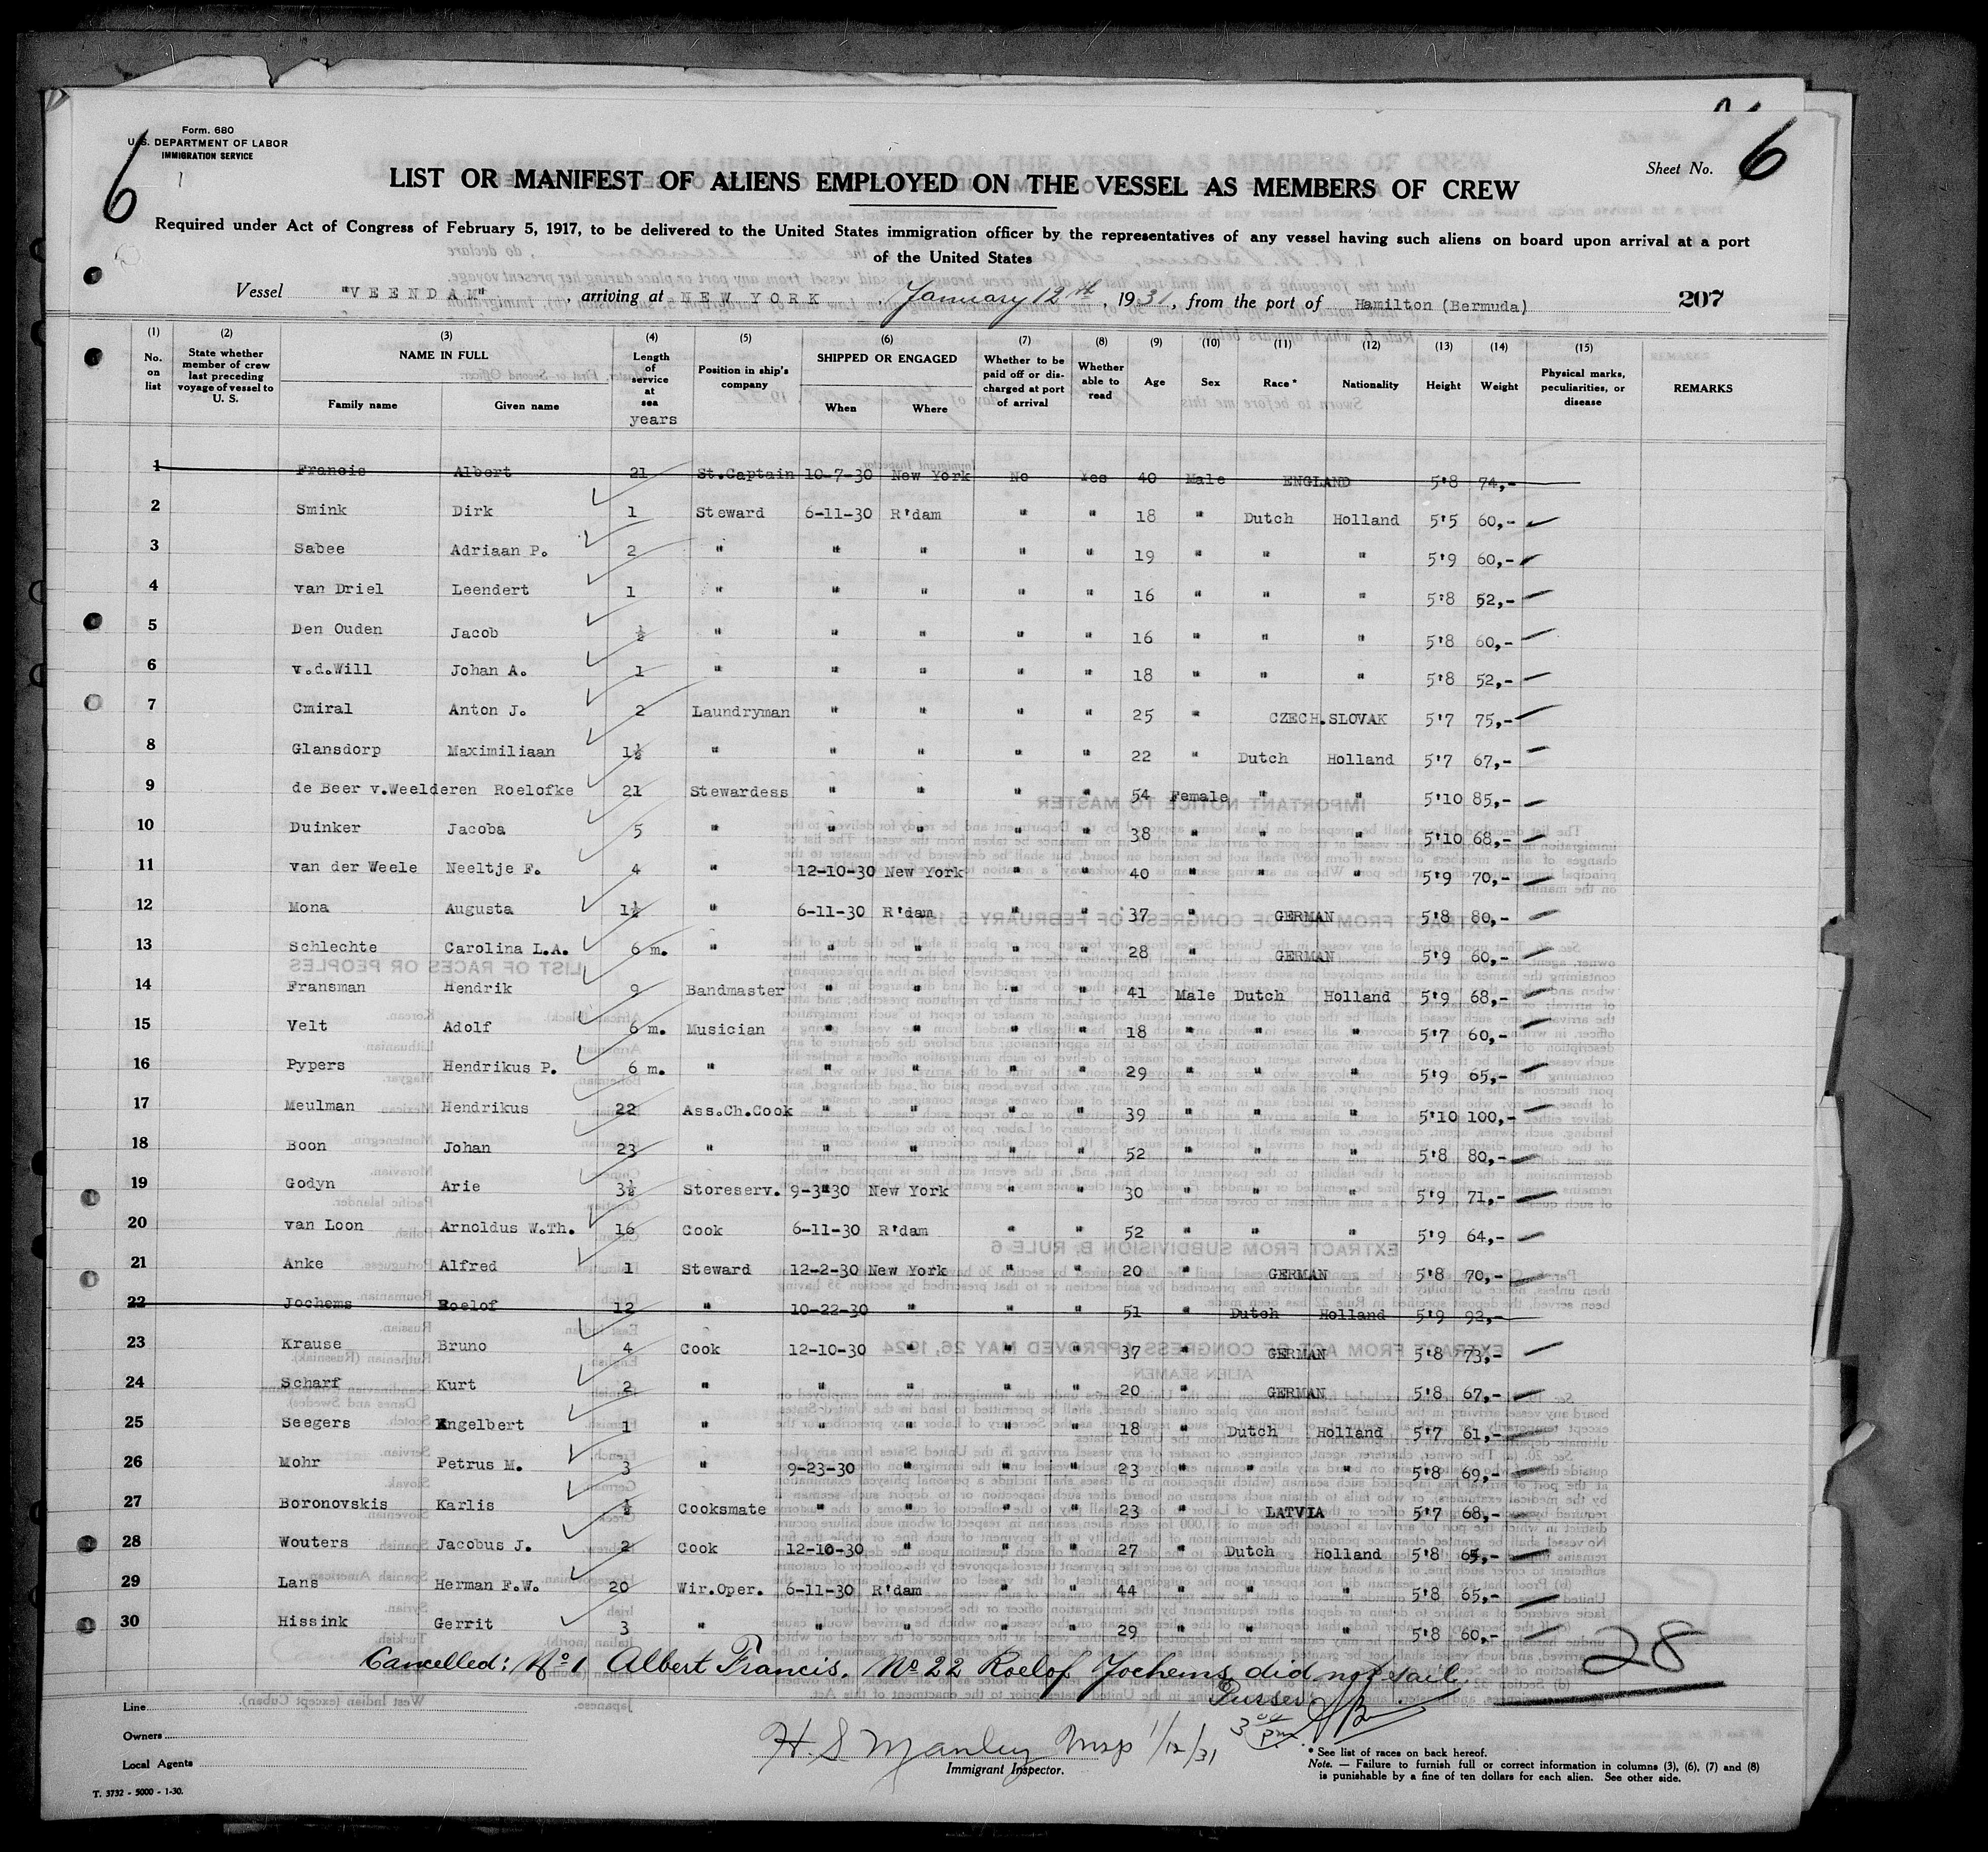 Form. 680
U. S. DEPARTMENT OF LABOR
IMMIGRATION SERVICE
6
Sheet No. 6
LIST OR MANIFEST OF ALIENS EMPLOYED ON THE VESSEL AS MEMBERS OF CREW
Required under Act of Congress of February 5, 1917, to be delivered to the United States immigration officer by the representatives of any vessel having such aliens on board upon arrival at a port
of the United States
Vessel "VEENDAM", arriving at NEW YORK, January 12th, 1931, from the port of Hamilton (Bermuda) 207
(1) No. on list (2) State whether member of crew last preceding voyage of vessel to U. S. (3) NAME IN FULL Family name Given name (4) Length of service at sea years (5) Position in ship's company (6) SHIPPED OR ENGAGED When Where (7) Whether to be paid off or discharged at port of arrival (8) Whether able to read (9) Age (10) Sex (11) Race* (12) Nationality (13) Height (14) Weight (15) Physical marks, peculiarities, or disease REMARKS
1 Francis Albert 21 St.Captain 10-7-30 New York No Yes 40 Male ENGLAND 5'8 74,-
2 Smink Dirk 1 Steward 6-11-30 R'dam " " 18 " Dutch Holland 5'5 60,-
3 Sabee Adriaan P. 2 " " " " " 19 " " " 5'9 60,-
4 van Driel Leendert 1 " " " " " 16 " " " 5'8 52,-
5 Den Ouden Jacob ½ " " " " " 16 " " " 5'8 60,-
6 v.d.Will Johan A. 1 " " " " " 18 " " " 5'8 52,-
7 Cmiral Anton J. 2 Laundryman " " " " 25 " CZECH.SLOVAK 5'7 75,-
8 Glansdorp Maximiliaan 1½ " " " " " 22 " Dutch Holland 5'7 67,-
9 de Beer v.Weelderen Roelofke 21 Stewardess " " " " 54 Female " " 5'10 85,-
10 Duinker Jacoba 5 " " " " " 38 " " " 5'10 68,-
11 van der Weele Neeltje F. 4 " 12-10-30 New York " " 40 " " " 5'9 70,-
12 Mona Augusta 1½ " 6-11-30 R'dam " " 37 " GERMAN 5'8 80,-
13 Schlechte Carolina L.A. 6 m. " " " " " 28 " GERMAN 5'9 60,-
14 Fransman Hendrik 9 Bandmaster " " " " 41 Male Dutch Holland 5'9 68,-
15 Velt Adolf 6 m. Musician " " " " 18 " " " 5'7 60,-
16 Pypers Hendrikus P. 6 m. " " " " " 29 " " " 5'9 65,-
17 Meulman Hendrikus 22 Ass.Ch.Cook " " " " 39 " " " 5'10 100,-
18 Boon Johan 23 " " " " " 52 " " " 5'8 80,-
19 Godyn Arie 3½ Storeserv. 9-3-30 New York " " 30 " " " 5'9 71,-
20 van Loon Arnoldus W.Th. 16 Cook 6-11-30 R'dam " " 52 " " " 5'9 64,-
21 Anke Alfred 1 Steward 12-2-30 New York " " 20 " GERMAN 5'8 70,-
22 Jochems Roelof 12 " 10-22-30 " " " 51 " Dutch Holland 5'9 92,-
23 Krause Bruno 4 Cook 12-10-30 " " " 37 " GERMAN 5'8 73,-
24 Scharf Kurt 2 " " " " " 20 " GERMAN 5'8 67,-
25 Seegers Engelbert 1 " " " " " 18 " Dutch Holland 5'7 61,-
26 Mohr Petrus M. 3 " 9-23-30 " " " 23 " " " 5'8 69,-
27 Boronovskis Karlis ½ Cooksmate " " " " 23 " LATVIA 5'7 68,-
28 Wouters Jacobus J. 2 Cook 12-10-30 " " " 27 " Dutch Holland 5'8 65,-
29 Lans Herman F.W. 20 Wir.Oper. 6-11-30 R'dam " " 44 " " " 5'8 65,-
30 Hissink Gerrit 3 " " " " " 29 " " " 5'8 60,-
28
Cancelled: No 1 Albert Francis. No 22 Roelof Jochems did not sail.
Purser
Line
Owners
Local Agents
H. S Manley Insp 1/12/31
3 00 p.m.
Immigrant Inspector.
* See list of races on back hereof.
Note. — Failure to furnish full or correct information in columns (3), (6), (7) and (8)
is punishable by a fine of ten dollars for each alien. See other side.
T. 3732 - 5000 - 1-30.